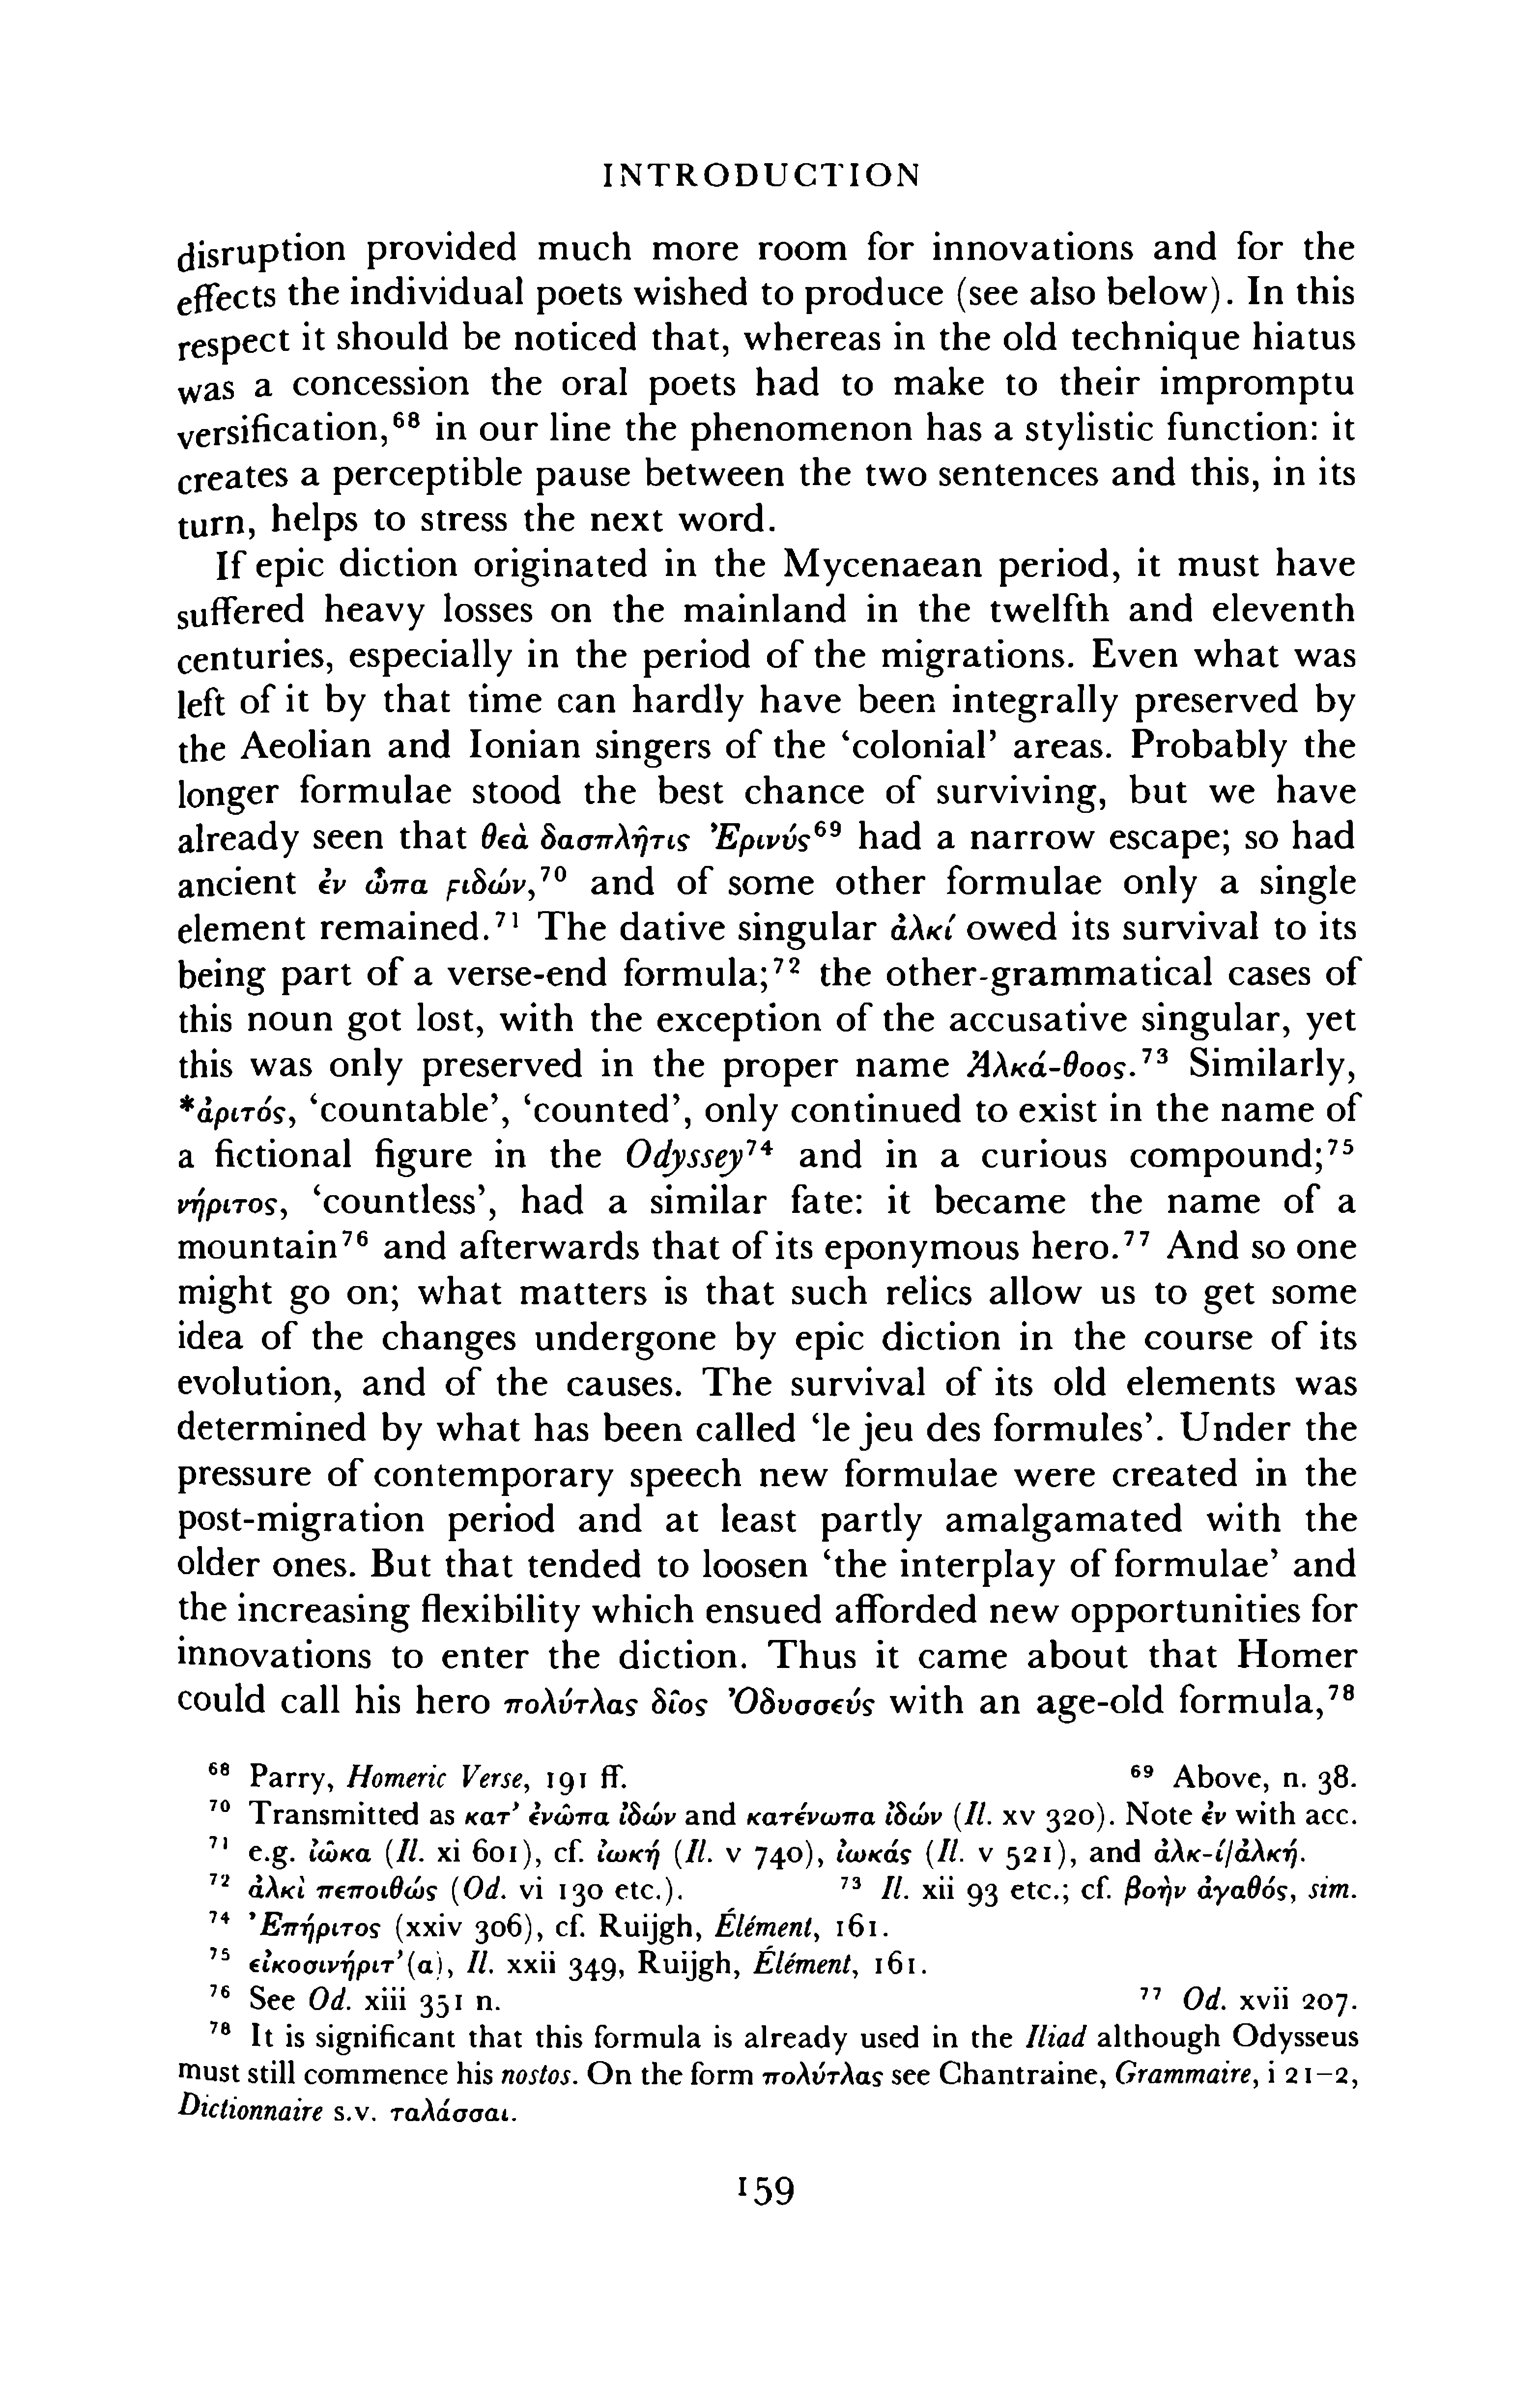 INTRODUCTION
disruption provided much more room for innovations and for the
effects the individual poets wished to produce (see also below). In this
respect it should be noticed that, whereas in the old technique hiatus
was a concession the oral poets had to make to their impromptu
versification,⁶⁸ in our line the phenomenon has a stylistic function: it
creates a perceptible pause between the two sentences and this, in its
turn, helps to stress the next word.
If epic diction originated in the Mycenaean period, it must have
suffered heavy losses on the mainland in the twelfth and eleventh
centuries, especially in the period of the migrations. Even what was
left of it by that time can hardly have been integrally preserved by
the Aeolian and Ionian singers of the ‘colonial’ areas. Probably the
longer formulae stood the best chance of surviving, but we have
already seen that θεὰ δασπλῆτις Ἐρινύς⁶⁹ had a narrow escape; so had
ancient ἐν ὦπα ϝιδών,⁷⁰ and of some other formulae only a single
element remained.⁷¹ The dative singular ἀλκί owed its survival to its
being part of a verse-end formula;⁷² the other-grammatical cases of
this noun got lost, with the exception of the accusative singular, yet
this was only preserved in the proper name Ἀλκά-θοος.⁷³ Similarly,
*ἀριτός, ‘countable’, ‘counted’, only continued to exist in the name of
a fictional figure in the Odyssey⁷⁴ and in a curious compound;⁷⁵
νήριτος, ‘countless’, had a similar fate: it became the name of a
mountain⁷⁶ and afterwards that of its eponymous hero.⁷⁷ And so one
might go on; what matters is that such relics allow us to get some
idea of the changes undergone by epic diction in the course of its
evolution, and of the causes. The survival of its old elements was
determined by what has been called ‘le jeu des formules’. Under the
pressure of contemporary speech new formulae were created in the
post-migration period and at least partly amalgamated with the
older ones. But that tended to loosen ‘the interplay of formulae’ and
the increasing flexibility which ensued afforded new opportunities for
innovations to enter the diction. Thus it came about that Homer
could call his hero πολύτλας δῖος Ὀδυσσεύς with an age-old formula,⁷⁸
⁶⁸ Parry, Homeric Verse, 191 ff. ⁶⁹ Above, n. 38.
⁷⁰ Transmitted as κατ’ ἐνῶπα ἰδών and κατένωπα ἰδών (Il. xv 320). Note ἐν with acc.
⁷¹ e.g. ἰῶκα (Il. xi 601), cf. ἰωκή (Il. v 740), ἰωκάς (Il. v 521), and ἀλκ-ί/ἀλκή.
⁷² ἀλκὶ πεποιθώς (Od. vi 130 etc.). ⁷³ Il. xii 93 etc.; cf. βοὴν ἀγαθός, sim.
⁷⁴ Ἐπήριτος (xxiv 306), cf. Ruijgh, Élément, 161.
⁷⁵ εἰκοσινήριτ’(α), Il. xxii 349, Ruijgh, Élément, 161.
⁷⁶ See Od. xiii 351 n. ⁷⁷ Od. xvii 207.
⁷⁸ It is significant that this formula is already used in the Iliad although Odysseus
must still commence his nostos. On the form πολύτλας see Chantraine, Grammaire, i 21–2,
Dictionnaire s.v. ταλάσσαι.
159